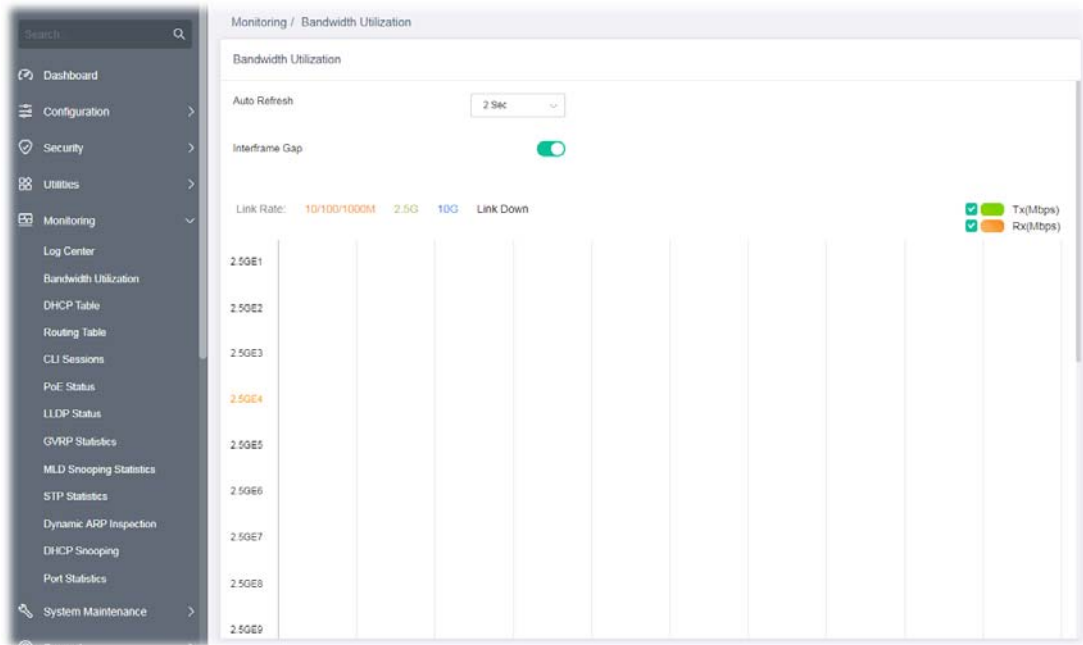 Search...
Dashboard
Configuration
Security
Utilities
Monitoring
Log Center
Bandwidth Utilization
DHCP Table
Routing Table
CLI Sessions
PoE Status
LLDP Status
GVRP Statistics
MLD Snooping Statistics
STP Statistics
Dynamic ARP Inspection
DHCP Snooping
Port Statistics
System Maintenance
Monitoring / Bandwidth Utilization
Bandwidth Utilization
Auto Refresh 2 Sec
Interframe Gap
Link Rate: 10/100/1000M 2.5G 10G Link Down
Tx(Mbps)
Rx(Mbps)
2.5GE1
2.5GE2
2.5GE3
2.5GE4
2.5GE5
2.5GE6
2.5GE7
2.5GE8
2.5GE9